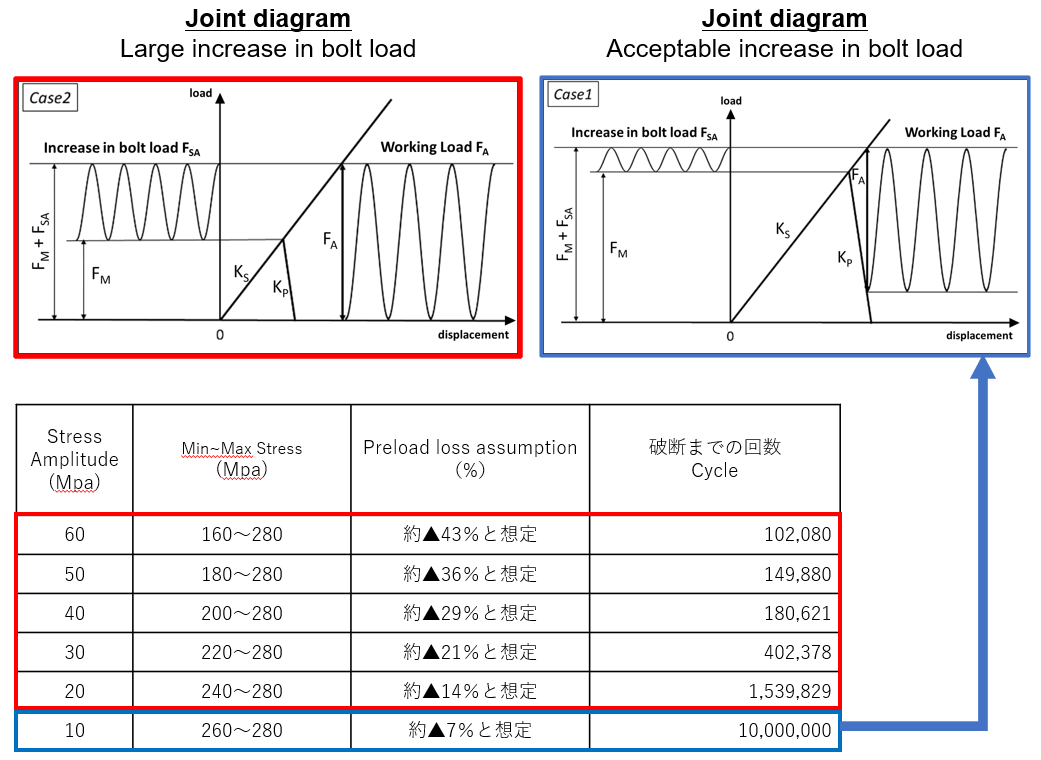 Joint diagram
Large increase in bolt load
Joint diagram
Acceptable increase in bolt load
Case2
load
Increase in bolt load FSA
Working Load FA
FM + FSA
FM
KS
KP
FA
0
displacement
Case1
load
Increase in bolt load FSA
Working Load FA
FM + FSA
FM
KS
KP
FA
0
displacement
Stress Amplitude (Mpa)
Min~Max Stress (Mpa)
Preload loss assumption (%)
破断までの回数 Cycle
60 160～280 約▲43%と想定 102,080
50 180～280 約▲36%と想定 149,880
40 200～280 約▲29%と想定 180,621
30 220～280 約▲21%と想定 402,378
20 240～280 約▲14%と想定 1,539,829
10 260～280 約▲7%と想定 10,000,000